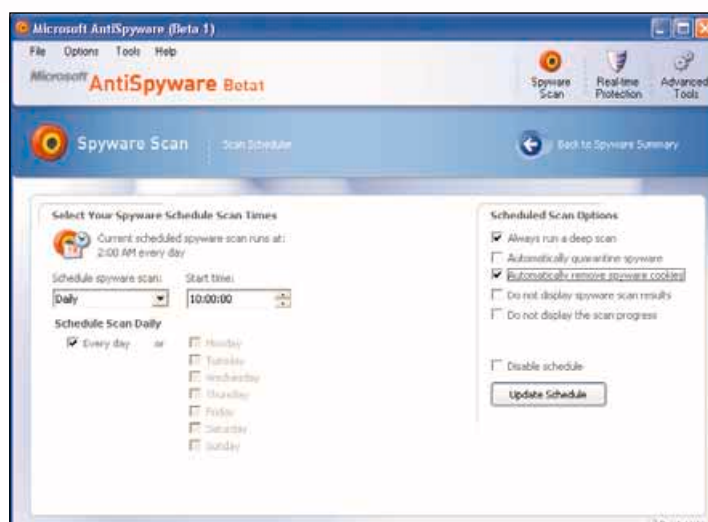 Microsoft AntiSpyware (Beta 1)
File Options Tools Help
Microsoft AntiSpyware Beta1
Spyware Scan
Real-time Protection
Advanced Tools
Spyware Scan
Scan Scheduler
Back to Spyware Summary
Select Your Spyware Schedule Scan Times
Current scheduled spyware scan runs at:
2:00 AM every day
Schedule spyware scan: Start time:
Daily 10:00:00
Schedule Scan Daily
Every day or Monday
Tuesday
Wednesday
Thursday
Friday
Saturday
Sunday
Scheduled Scan Options
Always run a deep scan
Automatically quarantine spyware
Automatically remove spyware cookies
Do not display spyware scan results
Do not display the scan progress
Disable schedule
Update Schedule